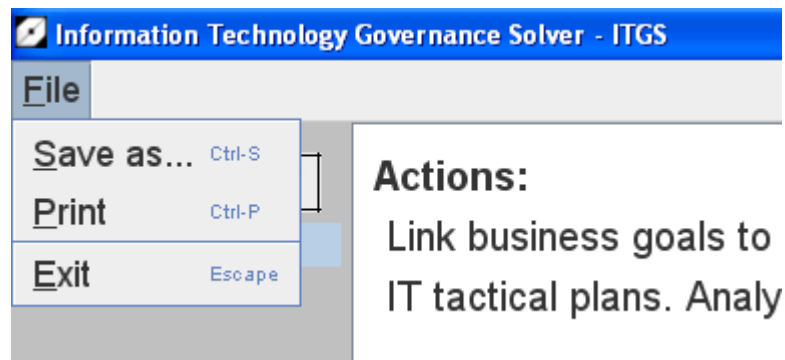 Information Technology Governance Solver - ITGS
File
Save as... Ctrl-S
Print Ctrl-P
Exit Escape
Actions:
Link business goals to
IT tactical plans. Analy